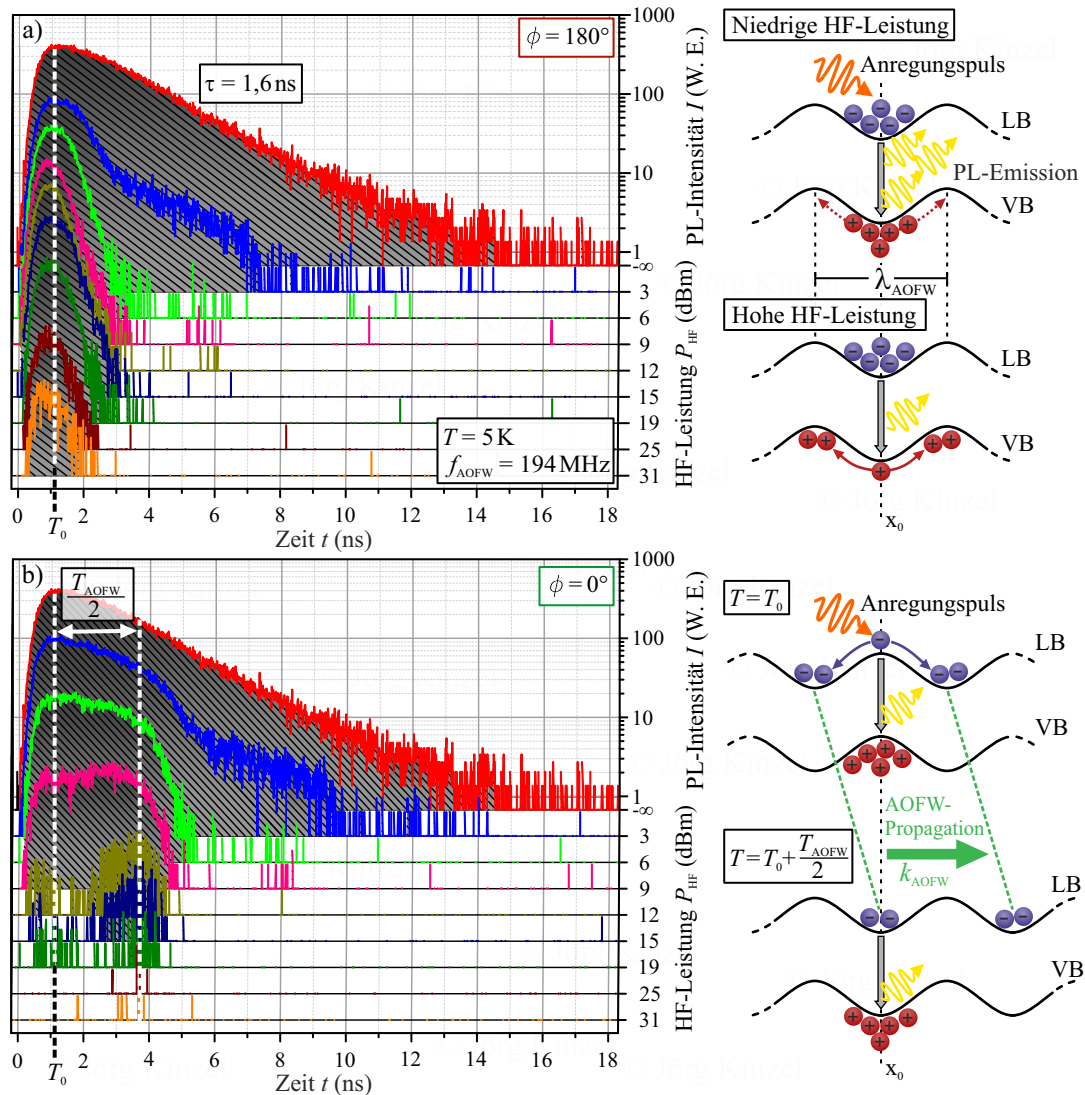 a)
ϕ = 180°
τ = 1,6 ns
T = 5 K
f_AOFW = 194 MHz
1000
100
10
1
-∞
3
6
9
12
15
19
25
31
PL-Intensität I (W. E.)
HF-Leistung P_HF (dBm)
0 2 4 6 8 10 12 14 16 18
T_0
Zeit t (ns)
Niedrige HF-Leistung
Anregungspuls
LB
PL-Emission
VB
λ_AOFW
Hohe HF-Leistung
LB
VB
x_0
© Jörg Kinzel
b)
T_AOFW/2
ϕ = 0°
1000
100
10
1
-∞
3
6
9
12
15
19
25
31
PL-Intensität I (W. E.)
HF-Leistung P_HF (dBm)
0 2 4 6 8 10 12 14 16 18
T_0
Zeit t (ns)
T = T_0
Anregungspuls
LB
VB
AOFW-
Propagation
k_AOFW
T = T_0 + T_AOFW/2
LB
VB
x_0
© Jörg Kinzel